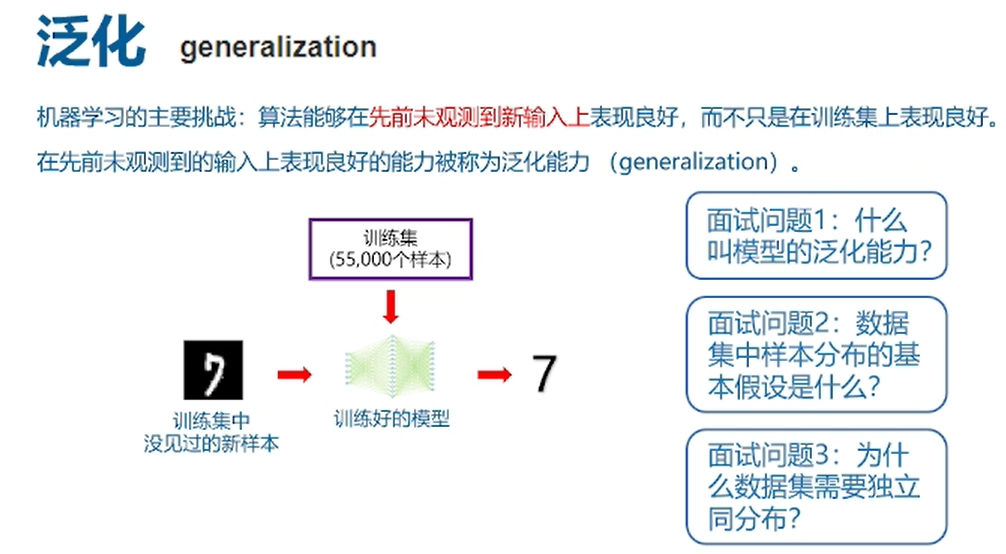 泛化 generalization
机器学习的主要挑战：算法能够在先前未观测到新输入上表现良好，而不只是在训练集上表现良好。
在先前未观测到的输入上表现良好的能力被称为泛化能力 （generalization）。
训练集
(55,000个样本)
7
训练集中
没见过的新样本
训练好的模型
7
面试问题1：什么
叫模型的泛化能力？
面试问题2：数据
集中样本分布的基
本假设是什么？
面试问题3：为什
么数据集需要独立
同分布？